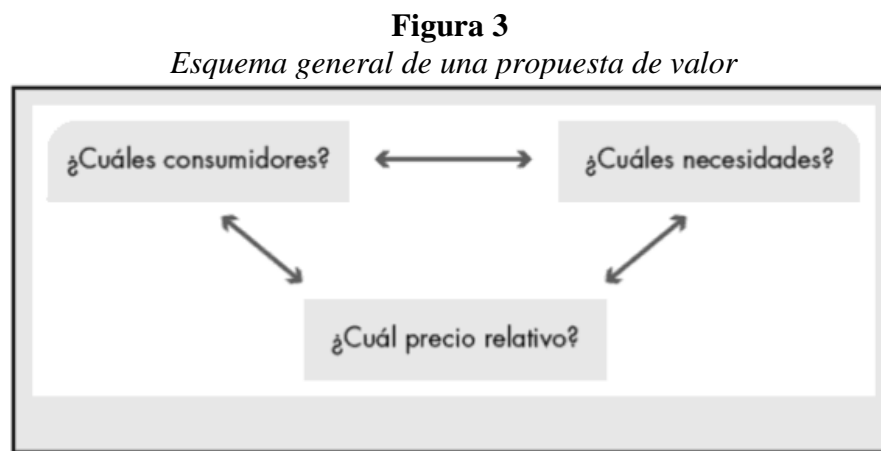 Figura 3
Esquema general de una propuesta de valor
¿Cuáles consumidores?
¿Cuáles necesidades?
¿Cuál precio relativo?